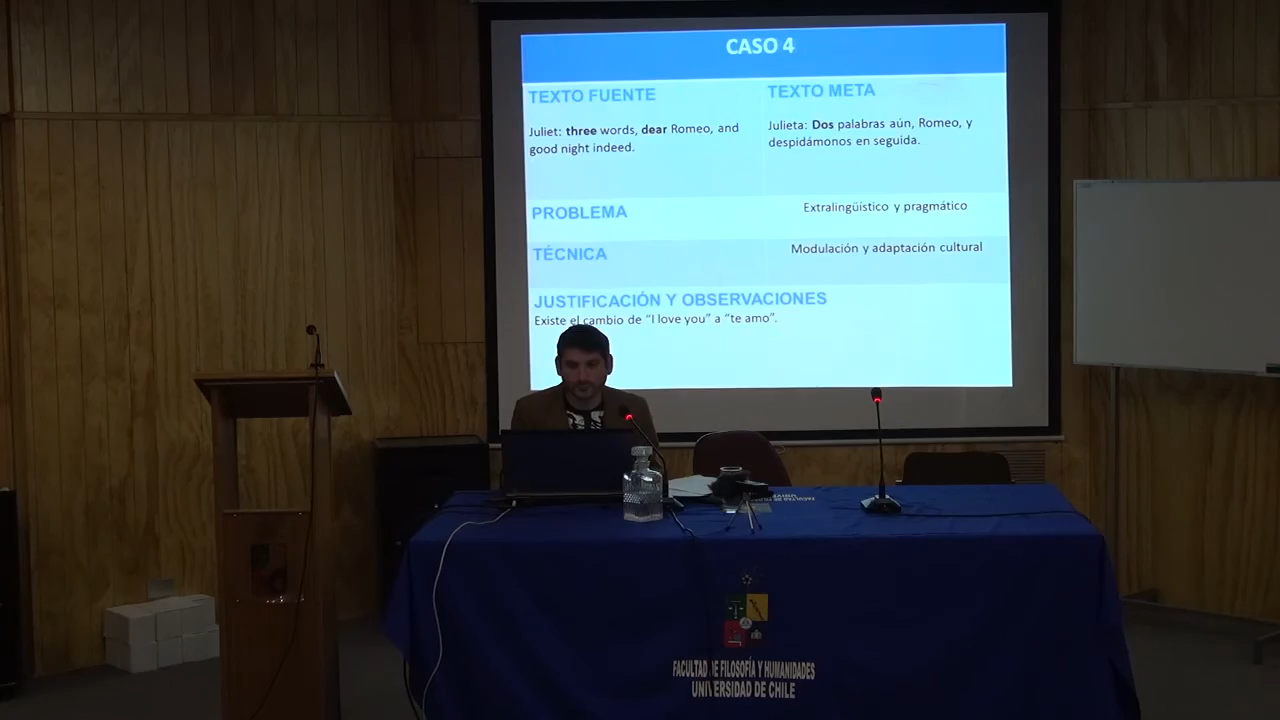 CASO 4
TEXTO FUENTE
Juliet: three words, dear Romeo, and
good night indeed.
TEXTO META
Julieta: Dos palabras aún, Romeo, y
despidámonos en seguida.
PROBLEMA
Extralingüístico y pragmático
TÉCNICA
Modulación y adaptación cultural
JUSTIFICACIÓN Y OBSERVACIONES
Existe el cambio de “I love you” a “te amo”.
FACULTAD DE FILOSOFÍA Y HUMANIDADES
UNIVERSIDAD DE CHILE